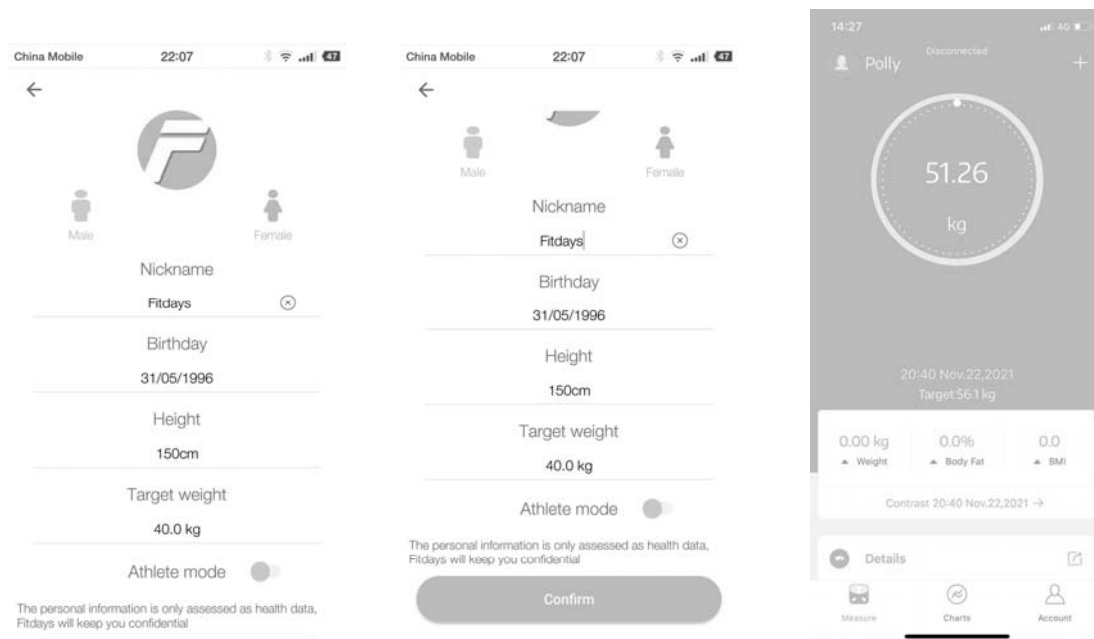 China Mobile 22:07 47
Male
Female
Nickname
Fitdays
Birthday
31/05/1996
Height
150cm
Target weight
40.0 kg
Athlete mode
The personal information is only assessed as health data,
Fitdays will keep you confidential
China Mobile 22:07 47
Male
Female
Nickname
Fitdays
Birthday
31/05/1996
Height
150cm
Target weight
40.0 kg
Athlete mode
The personal information is only assessed as health data,
Fitdays will keep you confidential
Confirm
14:27 4G
Disconnected
Polly +
51.26
kg
20:40 Nov.22,2021
Target:56.1 kg
0.00 kg 0.0% 0.0
Weight Body Fat BMI
Contrast 20:40 Nov.22,2021 →
Details
Measure Charts Account